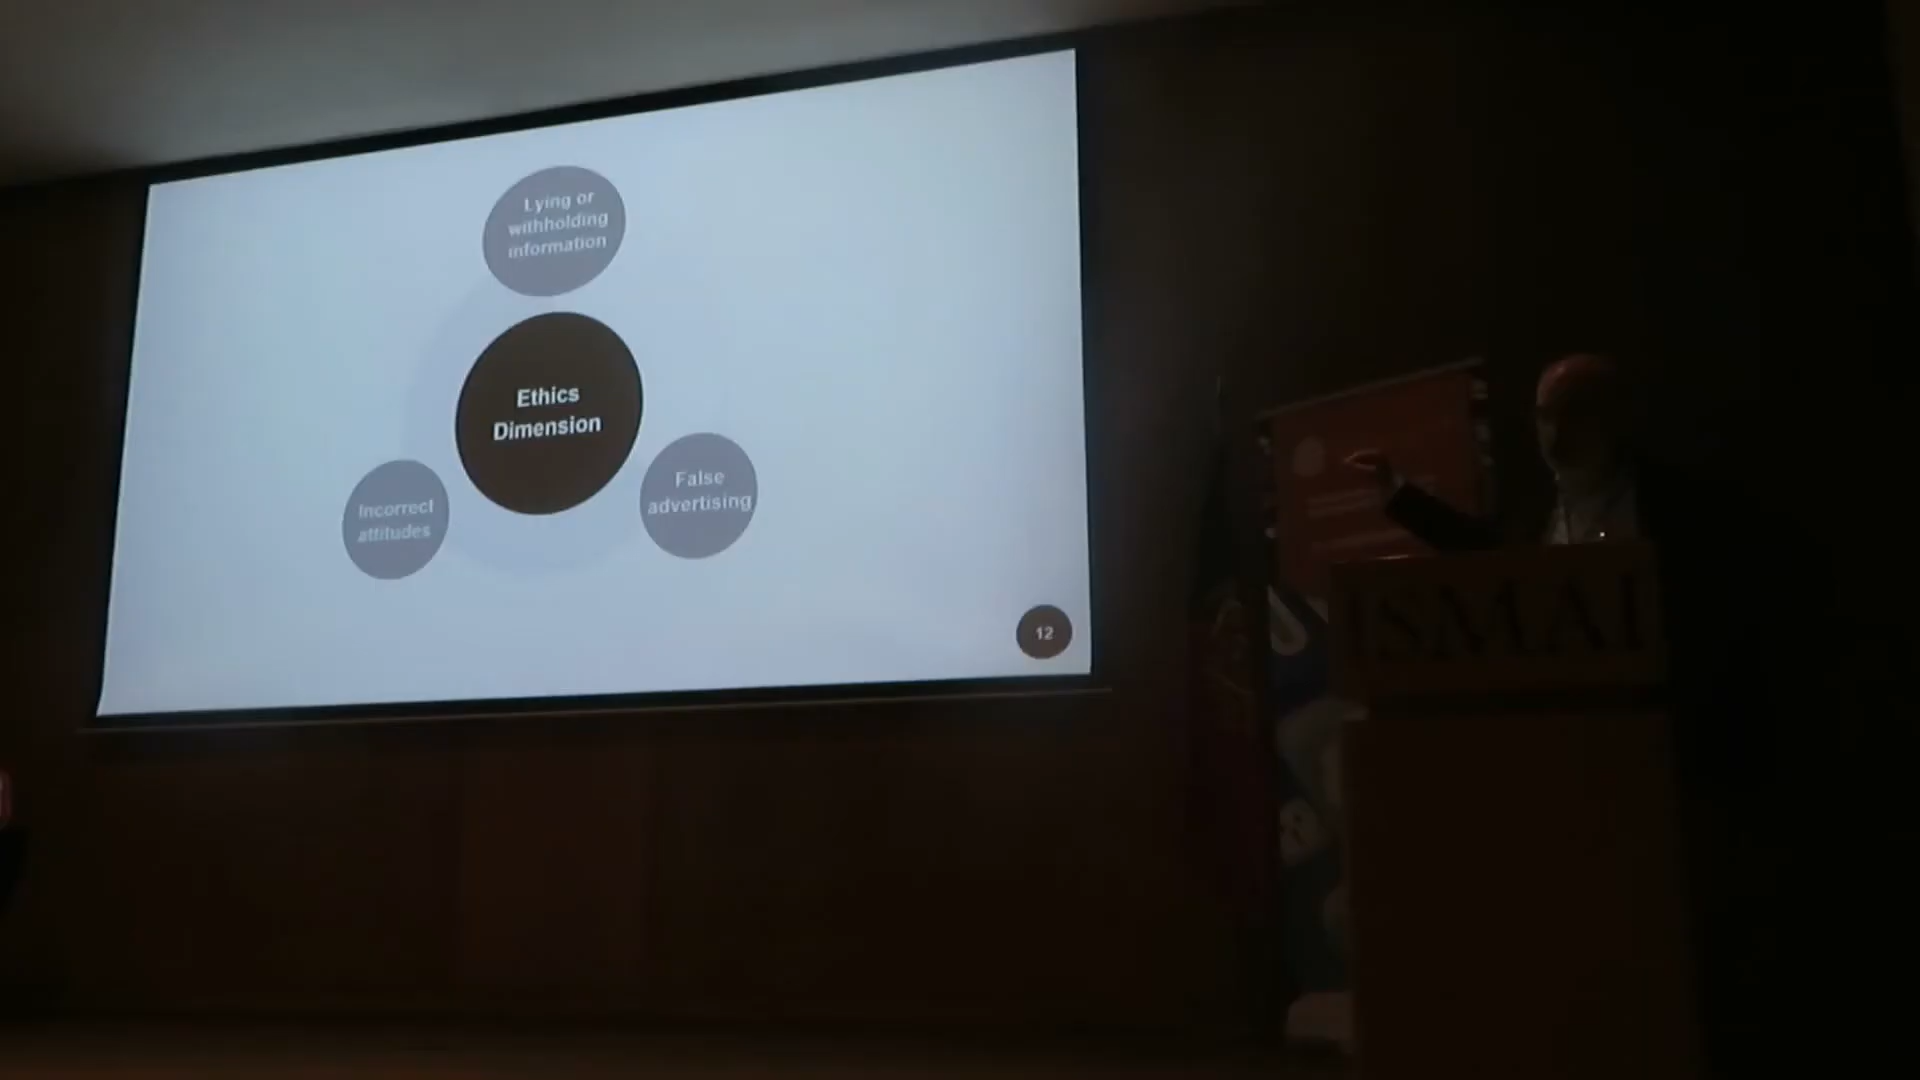 Lying or
withholding
information
Ethics
Dimension
Incorrect
attitudes
False
advertising
12
ISMAI